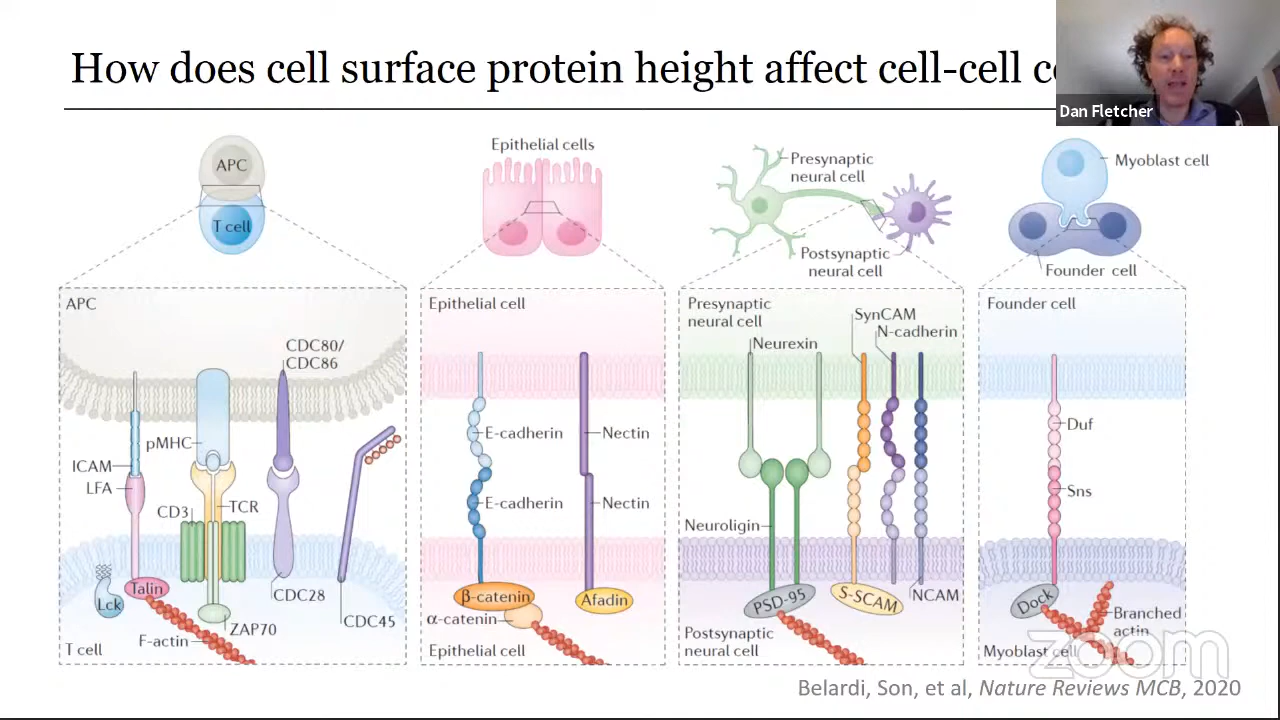 How does cell surface protein height affect cell-cell
Dan Fletcher
APC
T cell
Epithelial cells
Presynaptic
neural cell
Postsynaptic
neural cell
Myoblast cell
Founder cell
APC
CDC80/
CDC86
pMHC
ICAM
LFA
CD3
TCR
Talin
Lck
CDC28
ZAP70
CDC45
F-actin
T cell
Epithelial cell
E-cadherin
Nectin
E-cadherin
Nectin
β-catenin
Afadin
α-catenin
Epithelial cell
Presynaptic
neural cell
SynCAM
N-cadherin
Neurexin
Neuroligin
PSD-95
S-SCAM
NCAM
Postsynaptic
neural cell
Founder cell
Duf
Sns
Dock
Branched
actin
Myoblast cell
zoom
Belardi, Son, et al, Nature Reviews MCB, 2020